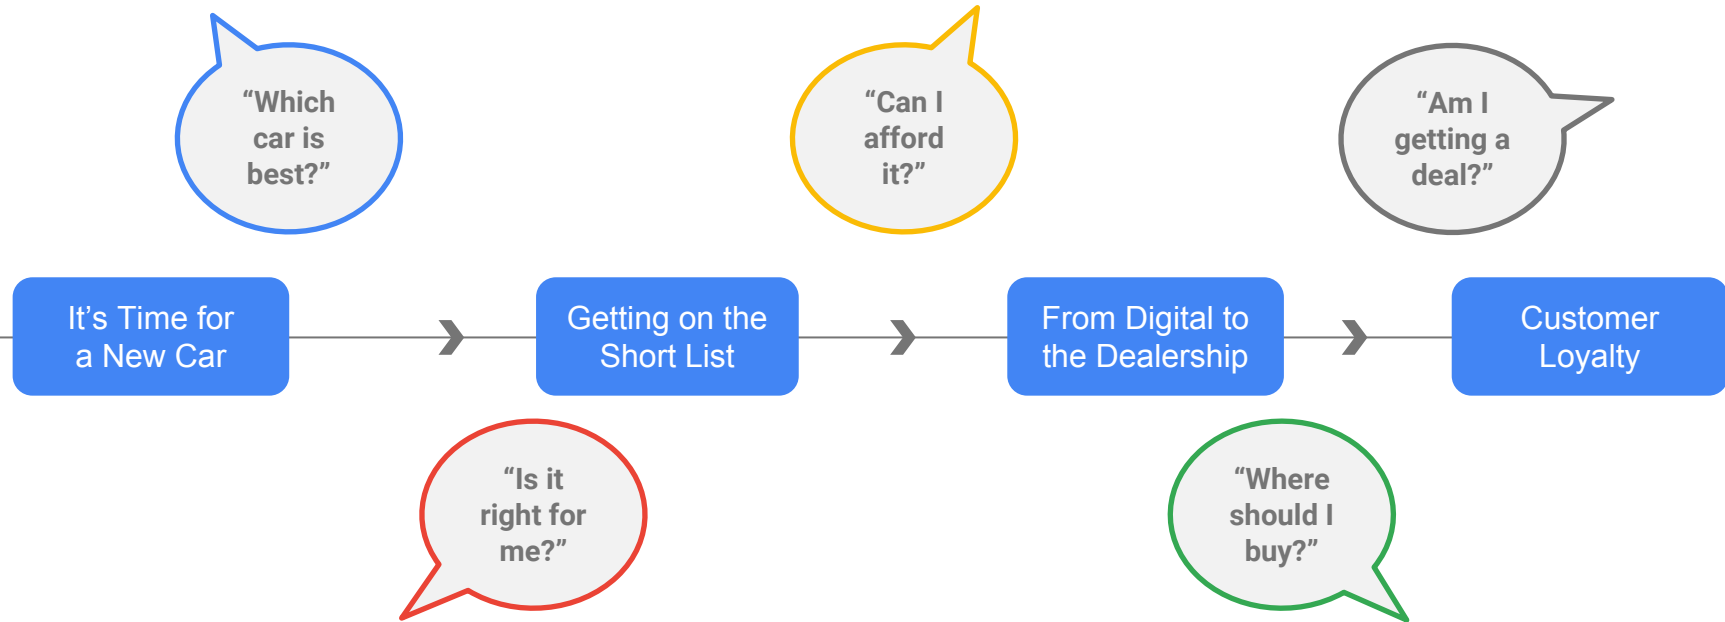 “Which
car is
best?”
“Can I
afford
it?”
“Am I
getting a
deal?”
It’s Time for
a New Car
Getting on the
Short List
From Digital to
the Dealership
Customer
Loyalty
“Is it
right for
me?”
“Where
should I
buy?”